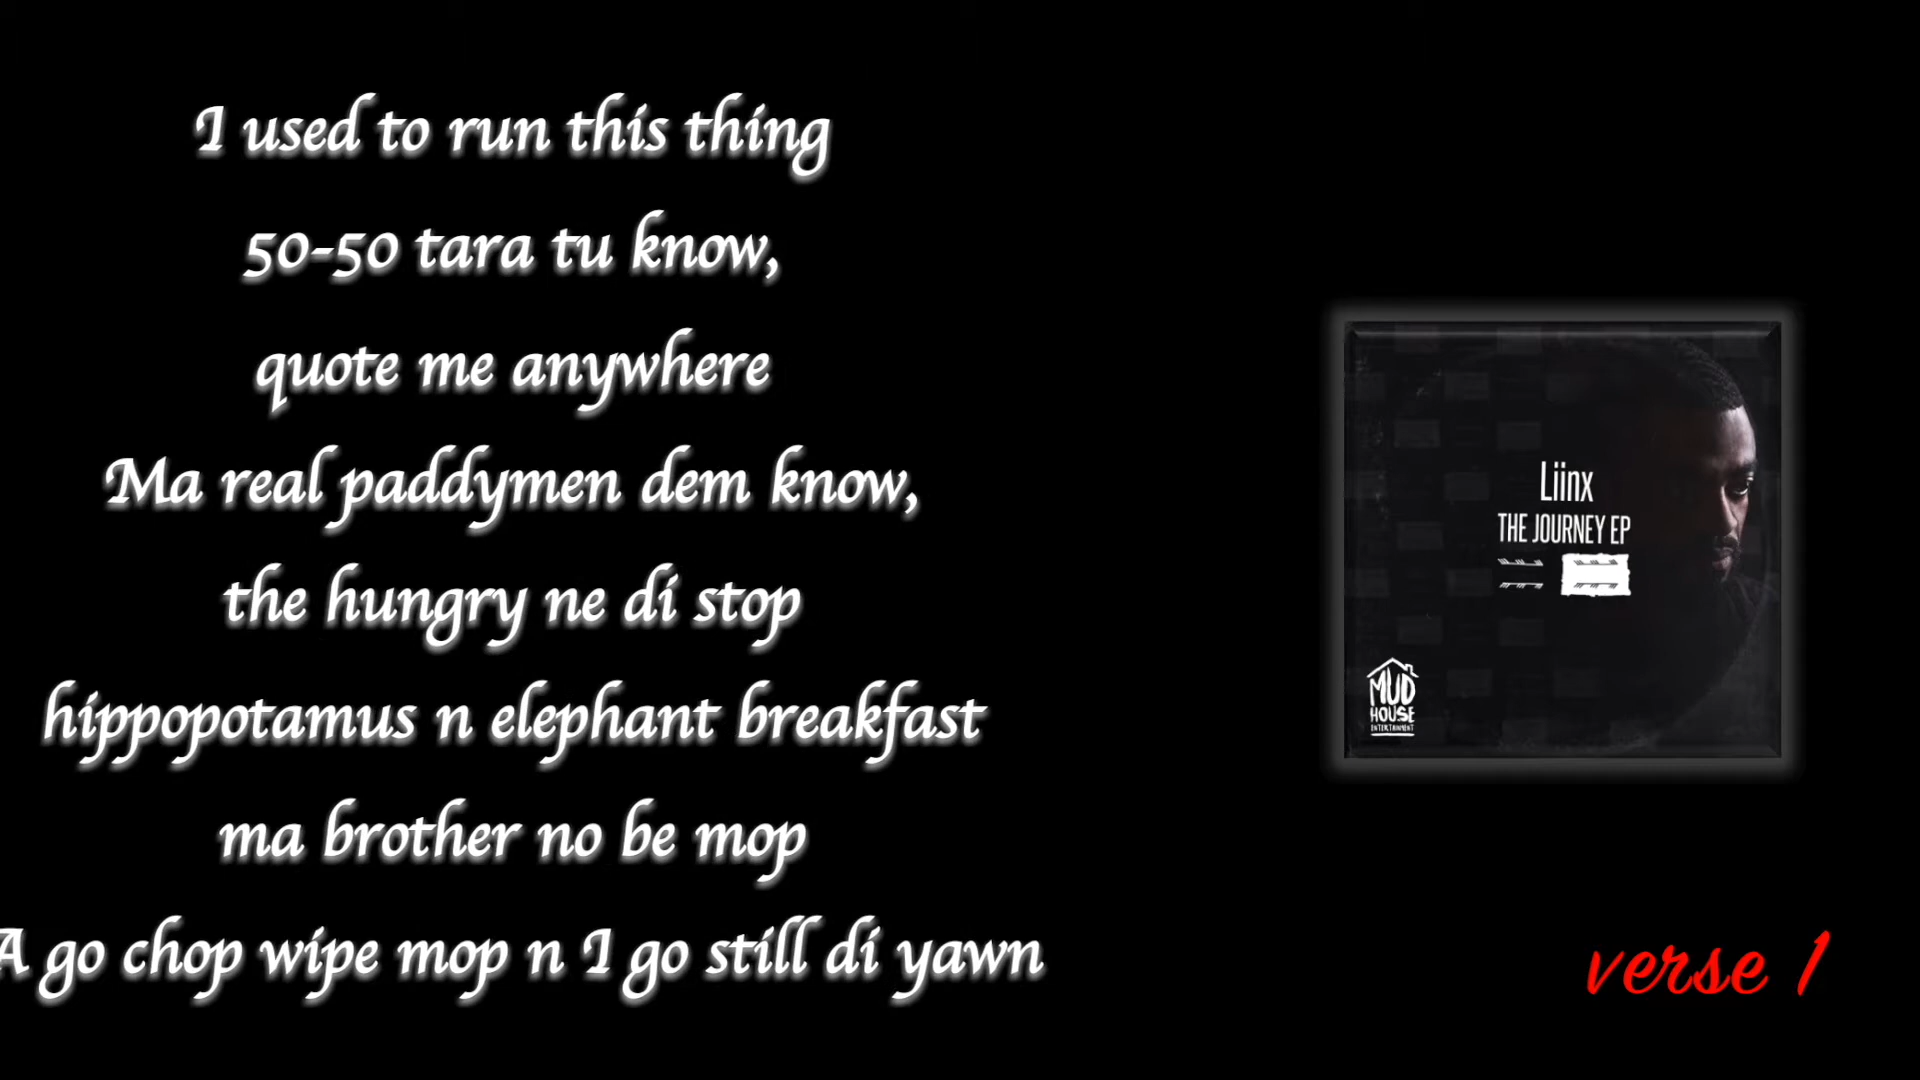 I used to run this thing
50-50 tara tu know,
quote me anywhere
Ma real paddymen dem know,
the hungry ne di stop
hippopotamus n elephant breakfast
ma brother no be mop
A go chop wipe mop n I go still di yawn
Liinx
THE JOURNEY EP
MUD
HOUSE
ENTERTAINMENT
verse 1